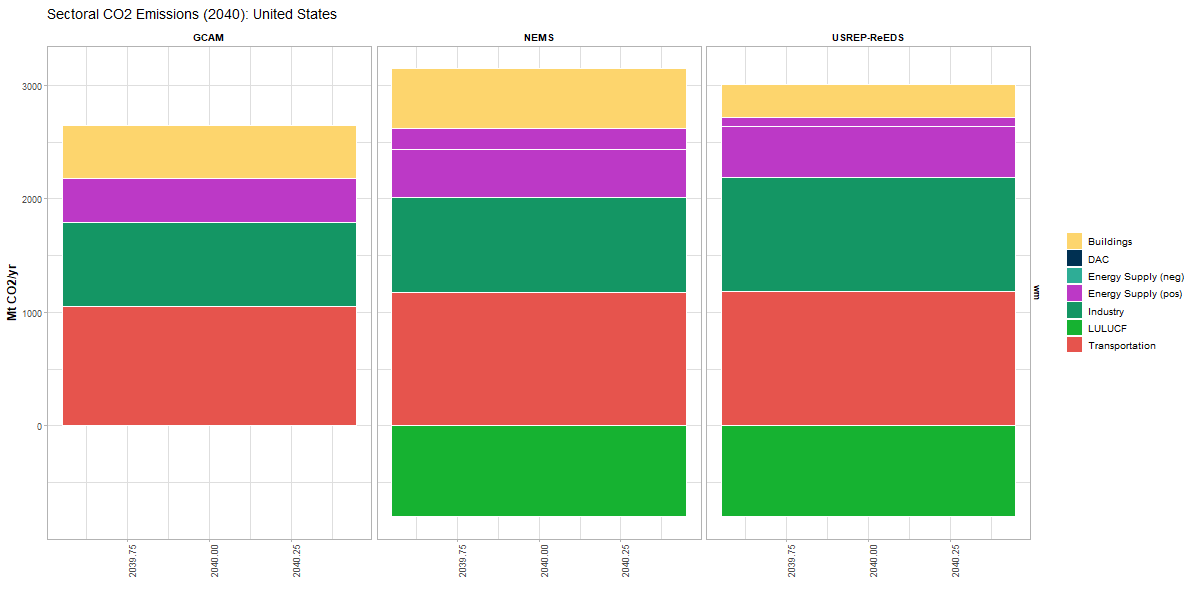 Sectoral CO2 Emissions (2040): United States
GCAM
NEMS
USREP-ReEDS
Mt CO2/yr
3000
2000
1000
0
wm
2039.75
2040.00
2040.25
2039.75
2040.00
2040.25
2039.75
2040.00
2040.25
Buildings
DAC
Energy Supply (neg)
Energy Supply (pos)
Industry
LULUCF
Transportation